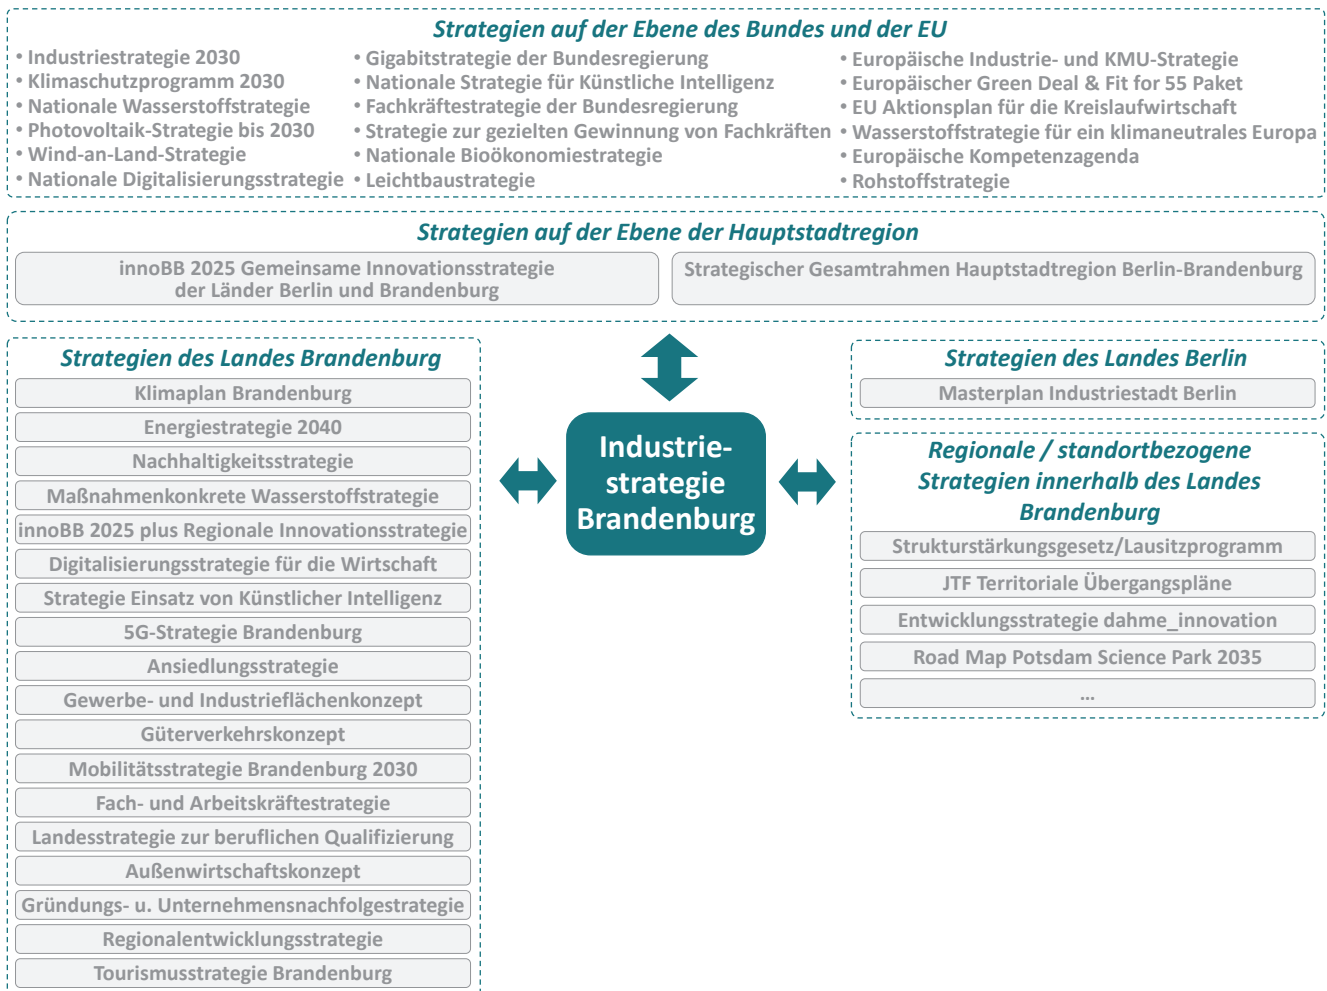 Strategien auf der Ebene des Bundes und der EU
• Industriestrategie 2030
• Klimaschutzprogramm 2030
• Nationale Wasserstoffstrategie
• Photovoltaik-Strategie bis 2030
• Wind-an-Land-Strategie
• Nationale Digitalisierungsstrategie
• Gigabitstrategie der Bundesregierung
• Nationale Strategie für Künstliche Intelligenz
• Fachkräftestrategie der Bundesregierung
• Strategie zur gezielten Gewinnung von Fachkräften
• Nationale Bioökonomiestrategie
• Leichtbaustrategie
• Europäische Industrie- und KMU-Strategie
• Europäischer Green Deal & Fit for 55 Paket
• EU Aktionsplan für die Kreislaufwirtschaft
• Wasserstoffstrategie für ein klimaneutrales Europa
• Europäische Kompetenzagenda
• Rohstoffstrategie
Strategien auf der Ebene der Hauptstadtregion
innoBB 2025 Gemeinsame Innovationsstrategie
der Länder Berlin und Brandenburg
Strategischer Gesamtrahmen Hauptstadtregion Berlin-Brandenburg
Strategien des Landes Brandenburg
Klimaplan Brandenburg
Energiestrategie 2040
Nachhaltigkeitsstrategie
Maßnahmenkonkrete Wasserstoffstrategie
innoBB 2025 plus Regionale Innovationsstrategie
Digitalisierungsstrategie für die Wirtschaft
Strategie Einsatz von Künstlicher Intelligenz
5G-Strategie Brandenburg
Ansiedlungsstrategie
Gewerbe- und Industrieflächenkonzept
Güterverkehrskonzept
Mobilitätsstrategie Brandenburg 2030
Fach- und Arbeitskräftestrategie
Landesstrategie zur beruflichen Qualifizierung
Außenwirtschaftskonzept
Gründungs- u. Unternehmensnachfolgestrategie
Regionalentwicklungsstrategie
Tourismusstrategie Brandenburg
Industrie-
strategie
Brandenburg
Strategien des Landes Berlin
Masterplan Industriestadt Berlin
Regionale / standortbezogene
Strategien innerhalb des Landes
Brandenburg
Strukturstärkungsgesetz/Lausitzprogramm
JTF Territoriale Übergangspläne
Entwicklungsstrategie dahme_innovation
Road Map Potsdam Science Park 2035
...